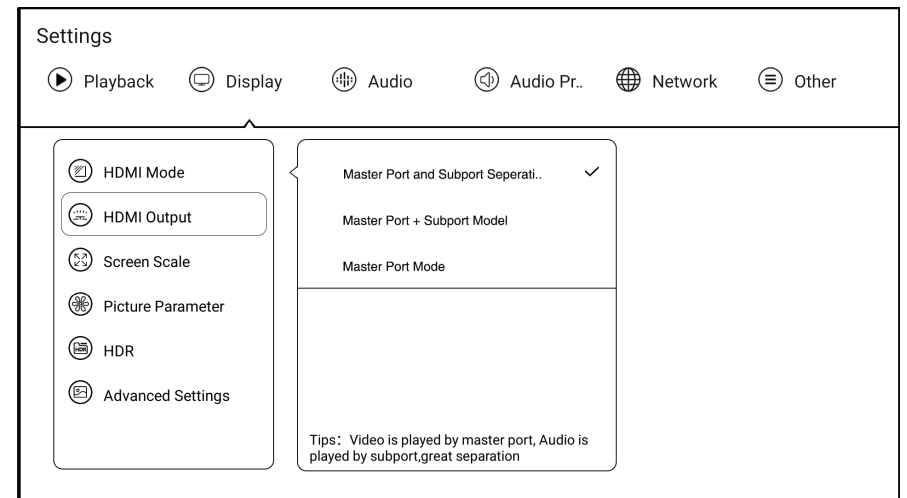 Settings
Playback Display Audio Audio Pr.. Network Other
HDMI Mode
HDMI Output
Screen Scale
Picture Parameter
HDR
HDR
Advanced Settings
Master Port and Subport Seperati..
Master Port + Subport Model
Master Port Mode
Tips: Video is played by master port, Audio is
played by subport,great separation